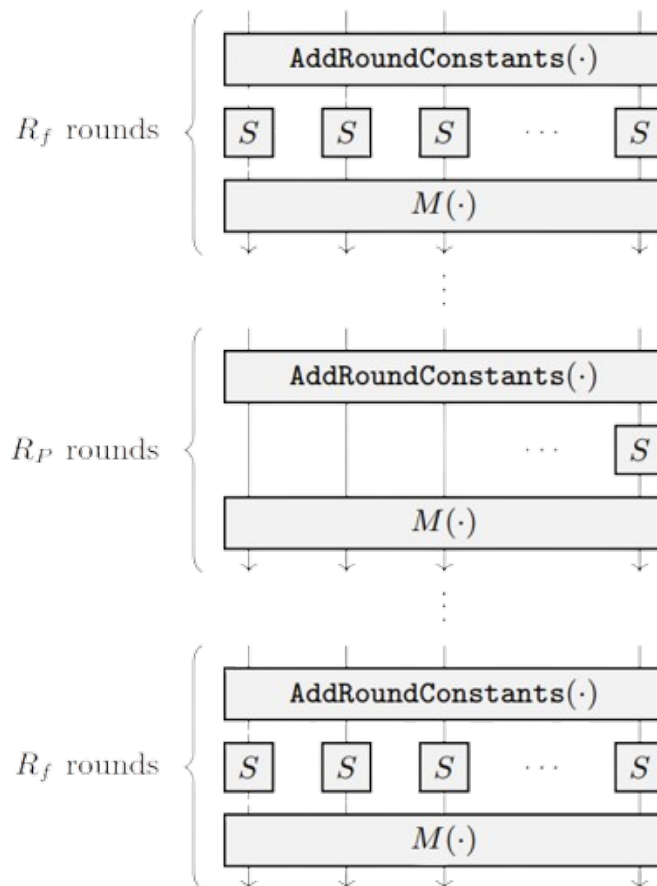 AddRoundConstants(·)
R_f rounds
S S S · · · S
M(·)
AddRoundConstants(·)
R_P rounds
· · · S
M(·)
AddRoundConstants(·)
R_f rounds
S S S · · · S
M(·)